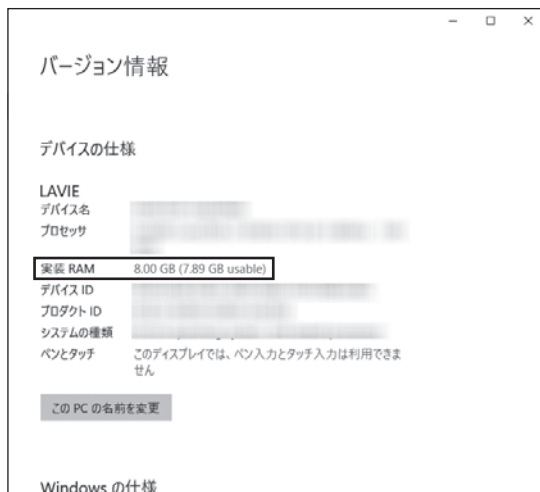 バージョン情報
デバイスの仕様
LAVIE
デバイス名
プロセッサ
実装 RAM 8.00 GB (7.89 GB usable)
デバイス ID
プロダクト ID
システムの種類
ペンとタッチ このディスプレイでは、ペン入力とタッチ入力は利用できま
せん
この PC の名前を変更
Windows の仕様